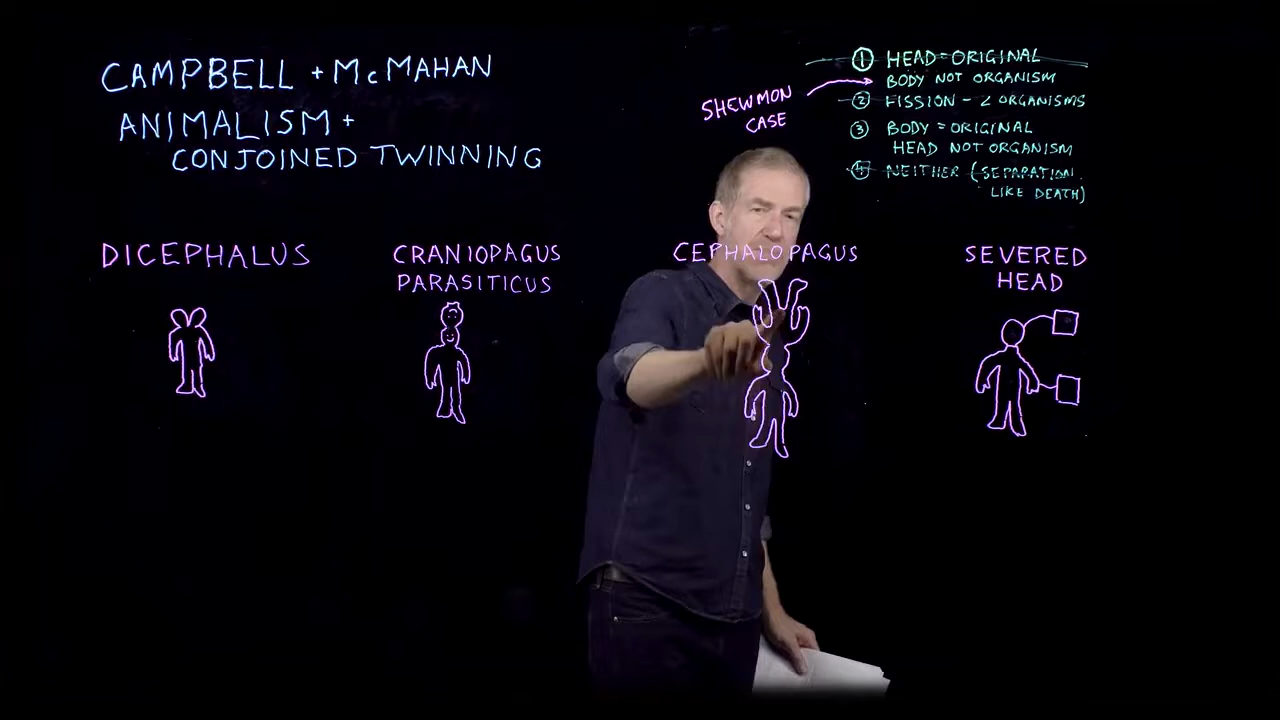 CAMPBELL + McMAHAN
ANIMALISM +
CONJOINED TWINNING
SHEWMON
CASE
① HEAD = ORIGINAL
BODY NOT ORGANISM
② FISSION - 2 ORGANISMS
③ BODY = ORIGINAL
HEAD NOT ORGANISM
④ NEITHER (SEPARATION
LIKE DEATH)
DICEPHALUS
CRANIOPAGUS
PARASITICUS
CEPHALOPAGUS
SEVERED
HEAD